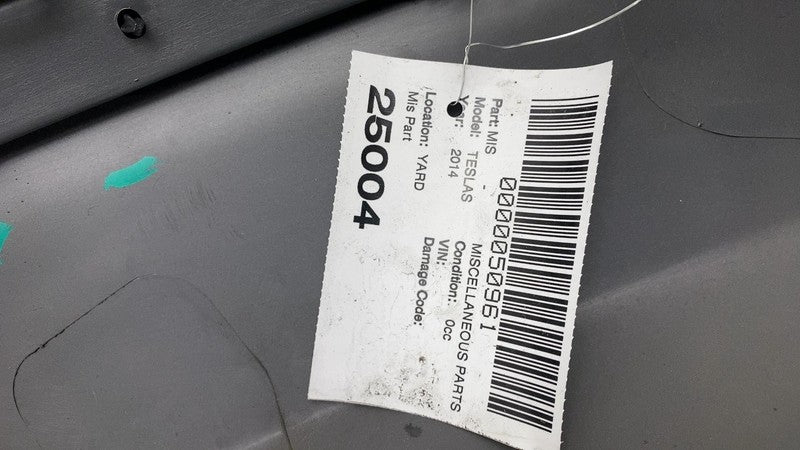 0000050961
Part: MIS - MISCELLANEOUS PARTS
Model: TESLAS Condition: 0cc
Year: 2014 VIN:
Location: YARD Damage Code:
Mis Part
25004